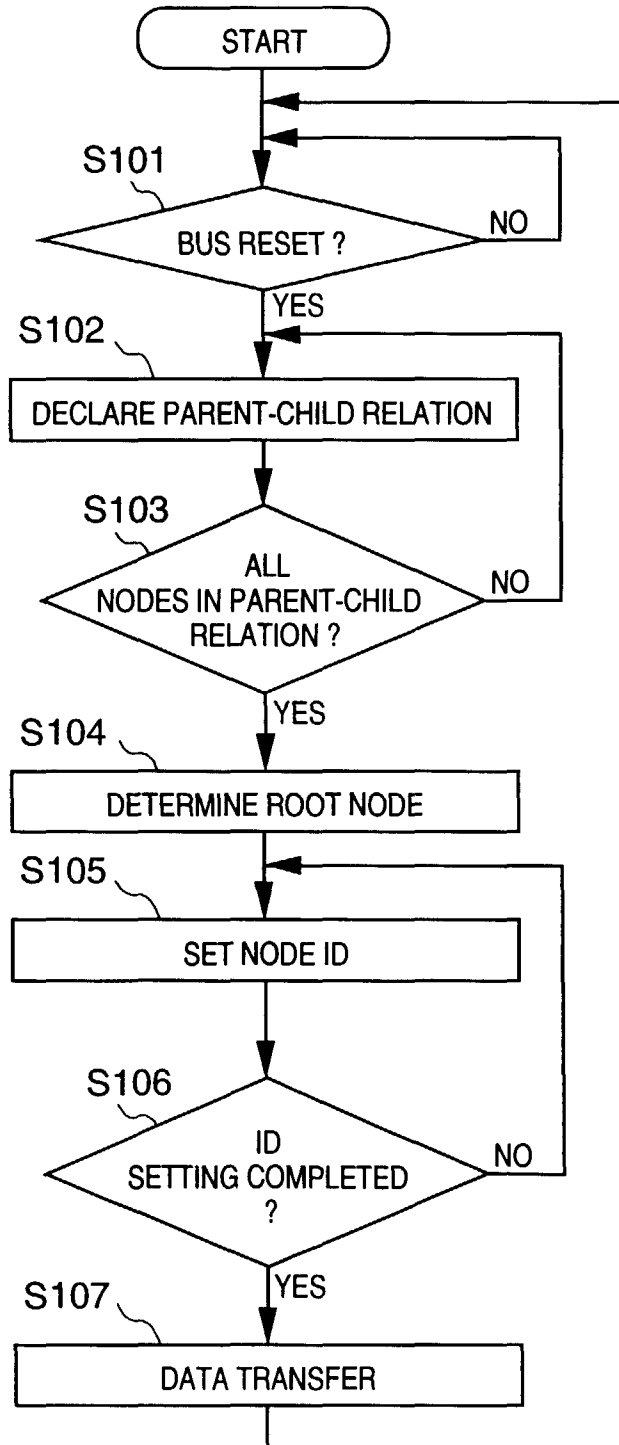 START
S101
BUS RESET ?
NO
YES
S102
DECLARE PARENT-CHILD RELATION
S103
ALL
NODES IN PARENT-CHILD
RELATION ?
NO
YES
S104
DETERMINE ROOT NODE
S105
SET NODE ID
S106
ID
SETTING COMPLETED
?
NO
YES
S107
DATA TRANSFER